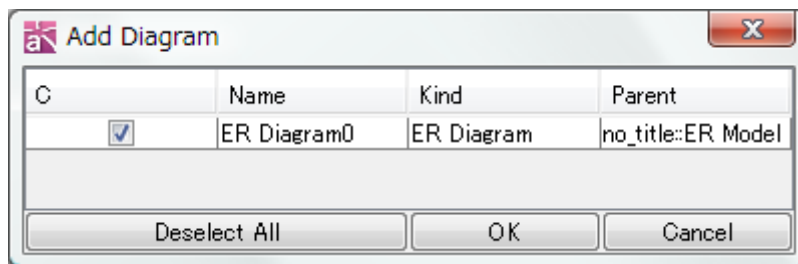 Add Diagram
C Name Kind Parent
ER Diagram0 ER Diagram no_title::ER Model
Deselect All OK Cancel